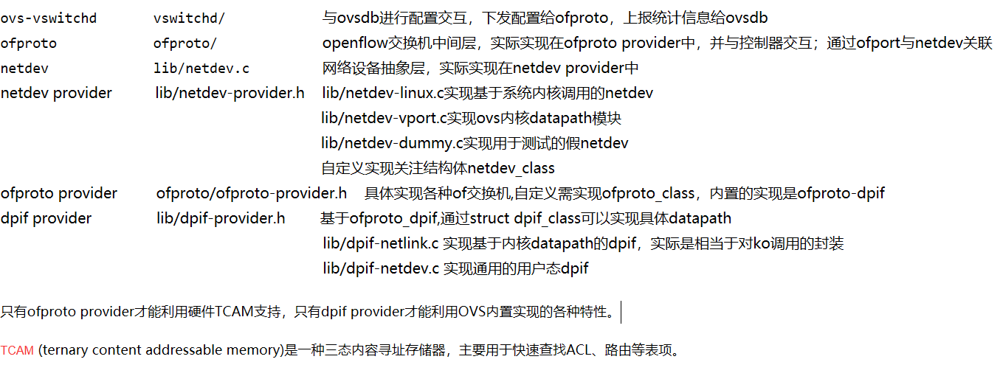 ovs-vswitchd vswitchd/ 与ovsdb进行配置交互，下发配置给ofproto，上报统计信息给ovsdb
ofproto ofproto/ openflow交换机中间层，实际实现在ofproto provider中，并与控制器交互；通过ofport与netdev关联
netdev lib/netdev.c 网络设备抽象层，实际实现在netdev provider中
netdev provider lib/netdev-provider.h lib/netdev-linux.c实现基于系统内核调用的netdev
lib/netdev-vport.c实现ovs内核datapath模块
lib/netdev-dummy.c实现用于测试的假netdev
自定义实现关注结构体netdev_class
ofproto provider ofproto/ofproto-provider.h 具体实现各种of交换机,自定义需实现ofproto_class，内置的实现是ofproto-dpif
dpif provider lib/dpif-provider.h 基于ofproto_dpif,通过struct dpif_class可以实现具体datapath
lib/dpif-netlink.c 实现基于内核datapath的dpif，实际是相当于对ko调用的封装
lib/dpif-netdev.c 实现通用的用户态dpif
只有ofproto provider才能利用硬件TCAM支持，只有dpif provider才能利用OVS内置实现的各种特性。
TCAM (ternary content addressable memory)是一种三态内容寻址存储器，主要用于快速查找ACL、路由等表项。